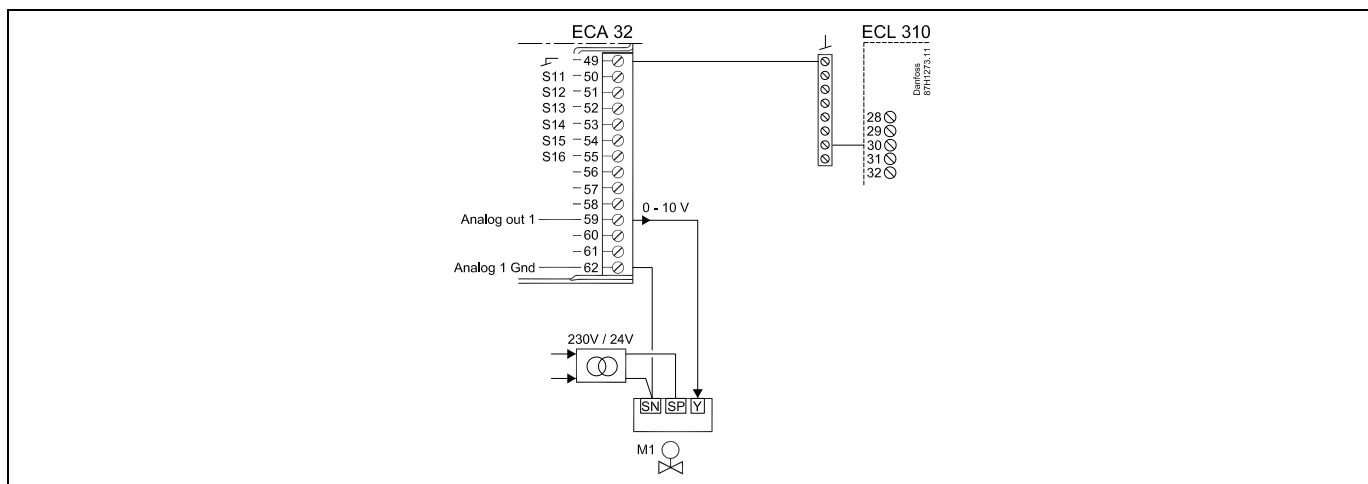 ECA 32
ECL 310
Danfoss
87H1273.11
49
S11 50
S12 51
S13 52
S14 53
S15 54
S16 55
56
57
58
Analog out 1 59
0 - 10 V
60
61
Analog 1 Gnd 62
28
29
30
31
32
230V / 24V
SN SP Y
M1